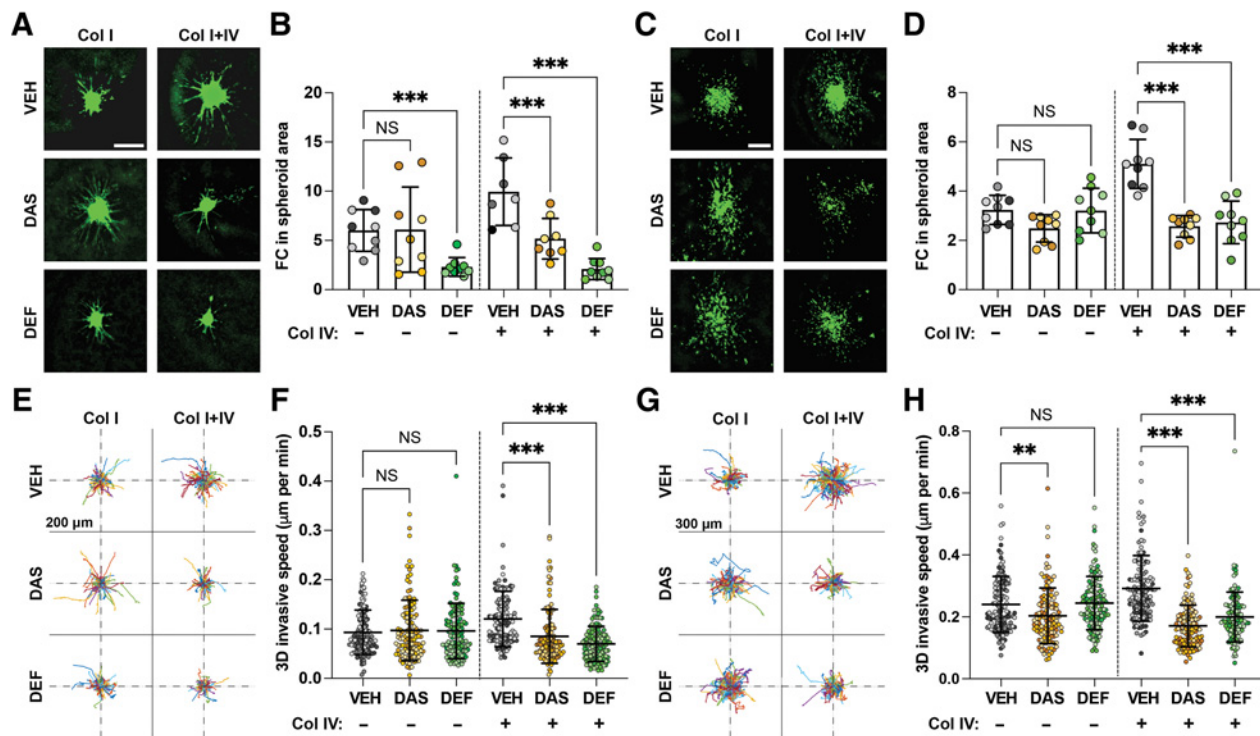 A
Col I
Col I+IV
VEH
DAS
DEF
B
FC in spheroid area
20
15
10
5
0
***
NS
***
***
VEH
DAS
DEF
VEH
DAS
DEF
Col IV:
–
–
–
+
+
+
C
Col I
Col I+IV
VEH
DAS
DEF
D
FC in spheroid area
8
6
4
2
0
NS
NS
***
***
VEH
DAS
DEF
VEH
DAS
DEF
Col IV:
–
–
–
+
+
+
E
Col I
Col I+IV
VEH
200 µm
DAS
DEF
F
3D invasive speed (µm per min)
0.5
0.4
0.3
0.2
0.1
0.0
NS
NS
***
***
VEH
DAS
DEF
VEH
DAS
DEF
Col IV:
–
–
–
+
+
+
G
Col I
Col I+IV
VEH
300 µm
DAS
DEF
H
3D invasive speed (µm per min)
0.8
0.6
0.4
0.2
0.0
NS
**
***
***
VEH
DAS
DEF
VEH
DAS
DEF
Col IV:
–
–
–
+
+
+